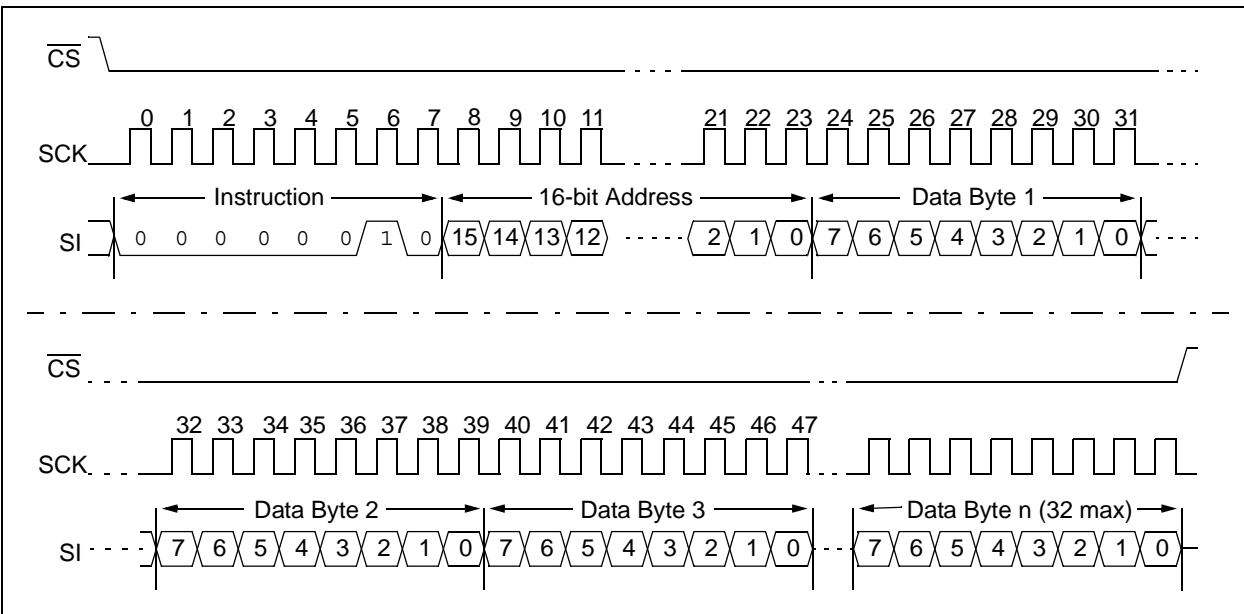 CS
0 1 2 3 4 5 6 7 8 9 10 11 21 22 23 24 25 26 27 28 29 30 31
SCK
Instruction 16-bit Address Data Byte 1
SI 0 0 0 0 0 0 1 0 15 14 13 12 2 1 0 7 6 5 4 3 2 1 0
CS
32 33 34 35 36 37 38 39 40 41 42 43 44 45 46 47
SCK
Data Byte 2 Data Byte 3 Data Byte n (32 max)
SI 7 6 5 4 3 2 1 0 7 6 5 4 3 2 1 0 7 6 5 4 3 2 1 0